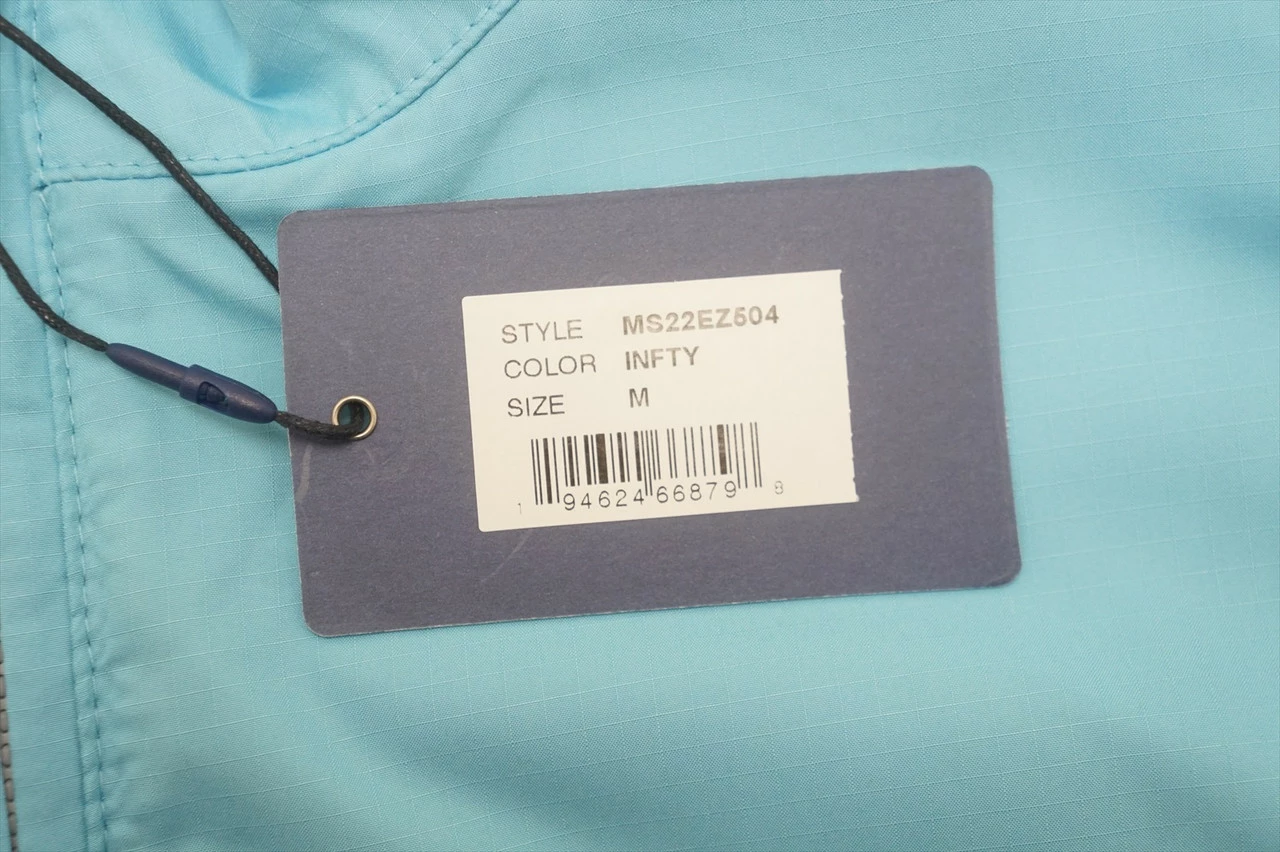 STYLE MS22EZ504
COLOR INFTY
SIZE M
1 94624 66879 8